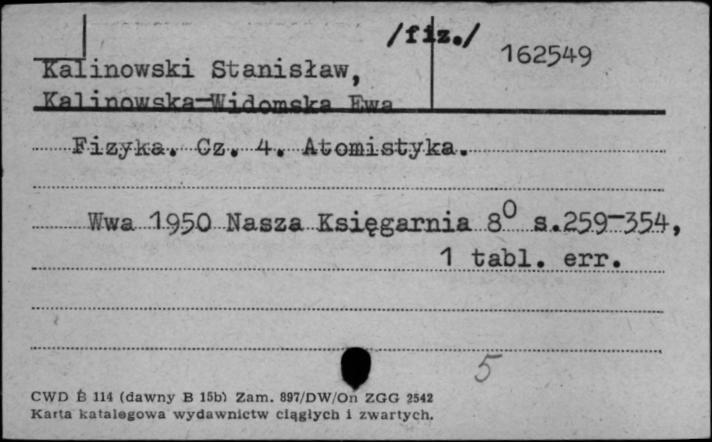 /fiz./
162549
Kalinowski Stanisław,
Kalinowska-Widomska Ewa
Fizyka. Cz. 4. Atomistyka.
Wwa 1950 Nasza Księgarnia 8⁰ s.259-354,
1 tabl. err.
5
CWD B 114 (dawny B 15b) Zam. 897/DW/On ZGG 2542
Karta katalogowa wydawnictw ciągłych i zwartych.